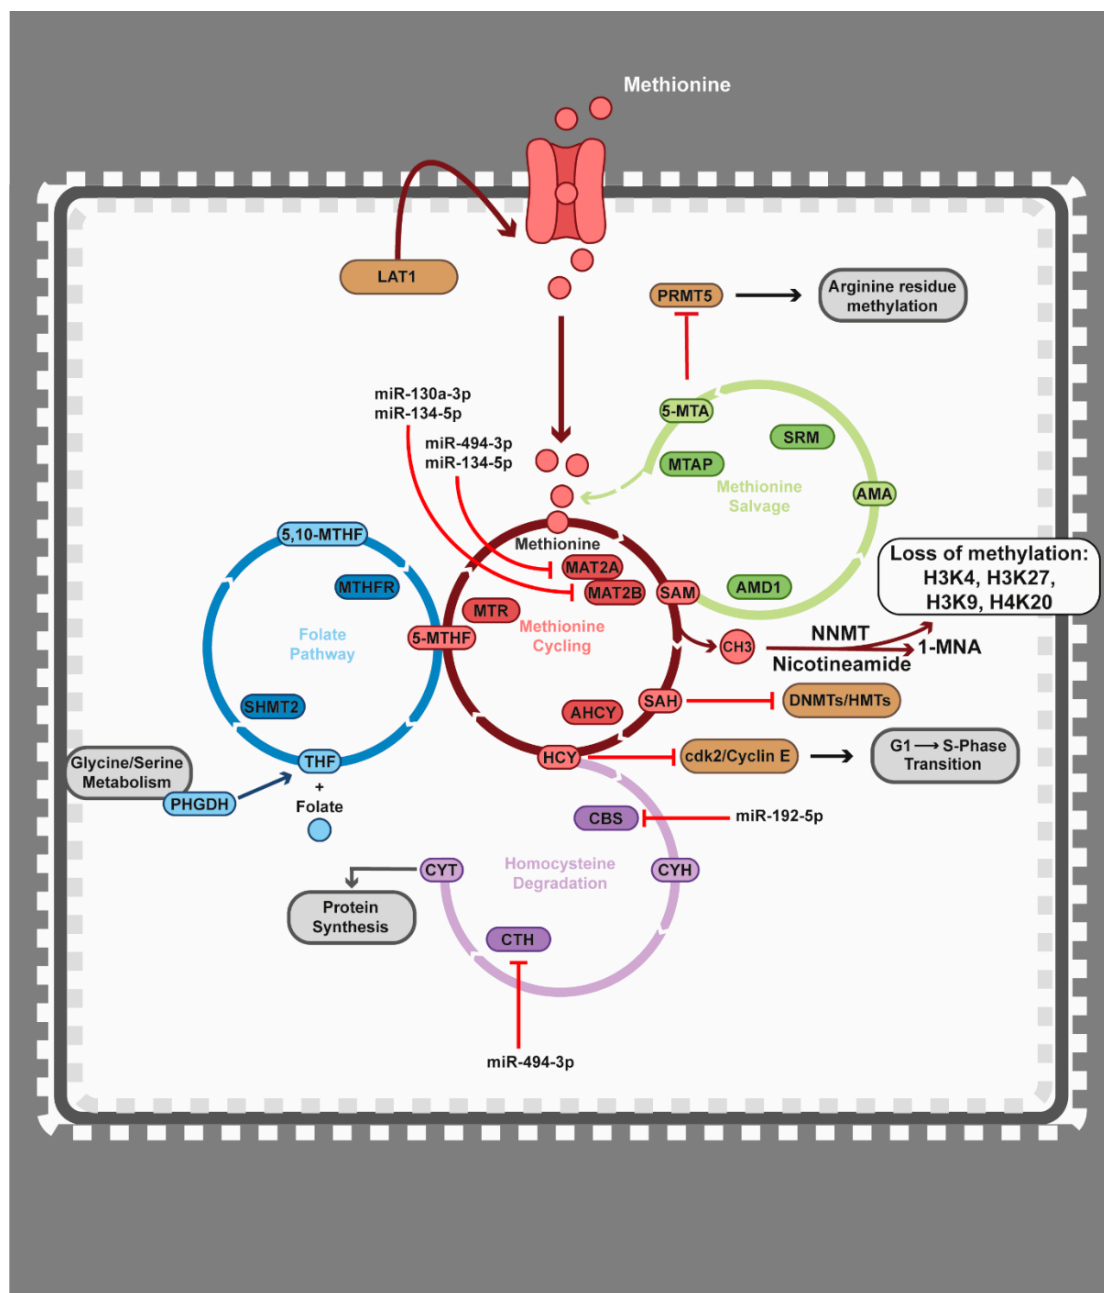 Methionine
LAT1
PRMT5
Arginine residue
methylation
miR-130a-3p
miR-134-5p
miR-494-3p
miR-134-5p
5-MTA
SRM
MTAP
Methionine
Salvage
AMA
AMD1
5,10-MTHF
MTHFR
Folate
Pathway
SHMT2
5-MTHF
Methionine
MAT2A
MAT2B
MTR
Methionine
Cycling
SAM
Loss of methylation:
H3K4, H3K27,
H3K9, H4K20
CH3
NNMT
Nicotineamide
1-MNA
AHCY
SAH
DNMTs/HMTs
HCY
cdk2/Cyclin E
G1 ⟶ S-Phase
Transition
Glycine/Serine
Metabolism
PHGDH
THF
+
Folate
CBS
miR-192-5p
CYT
Homocysteine
Degradation
CYH
Protein
Synthesis
CTH
miR-494-3p